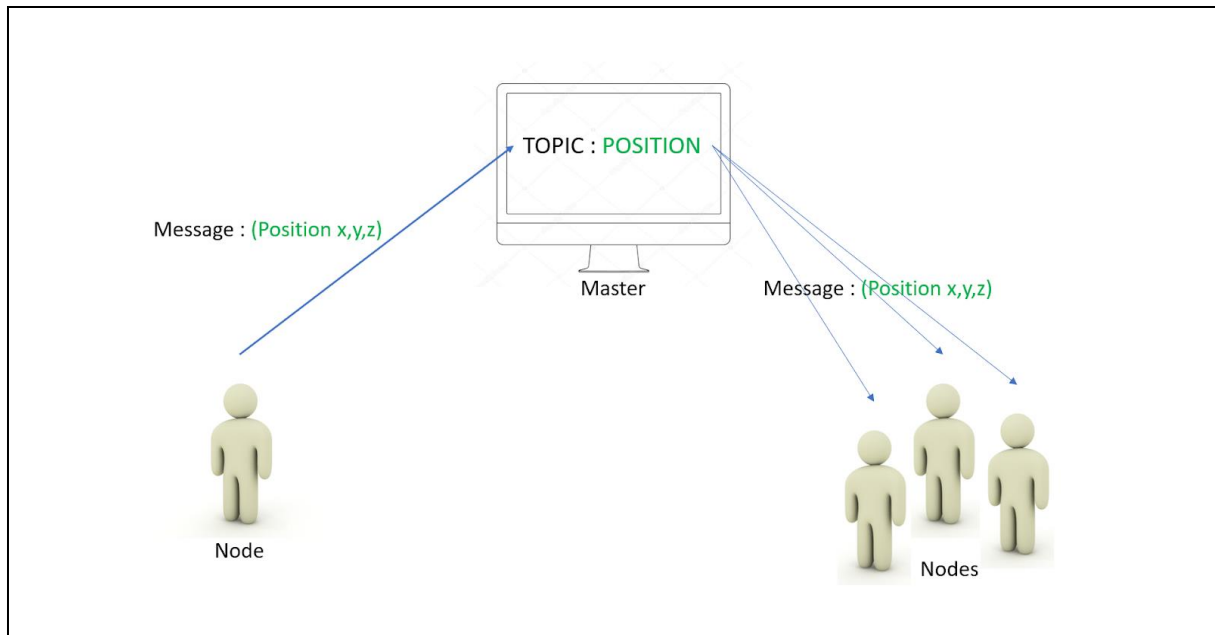 TOPIC : POSITION
Message : (Position x,y,z)
Master
Message : (Position x,y,z)
Node
Nodes